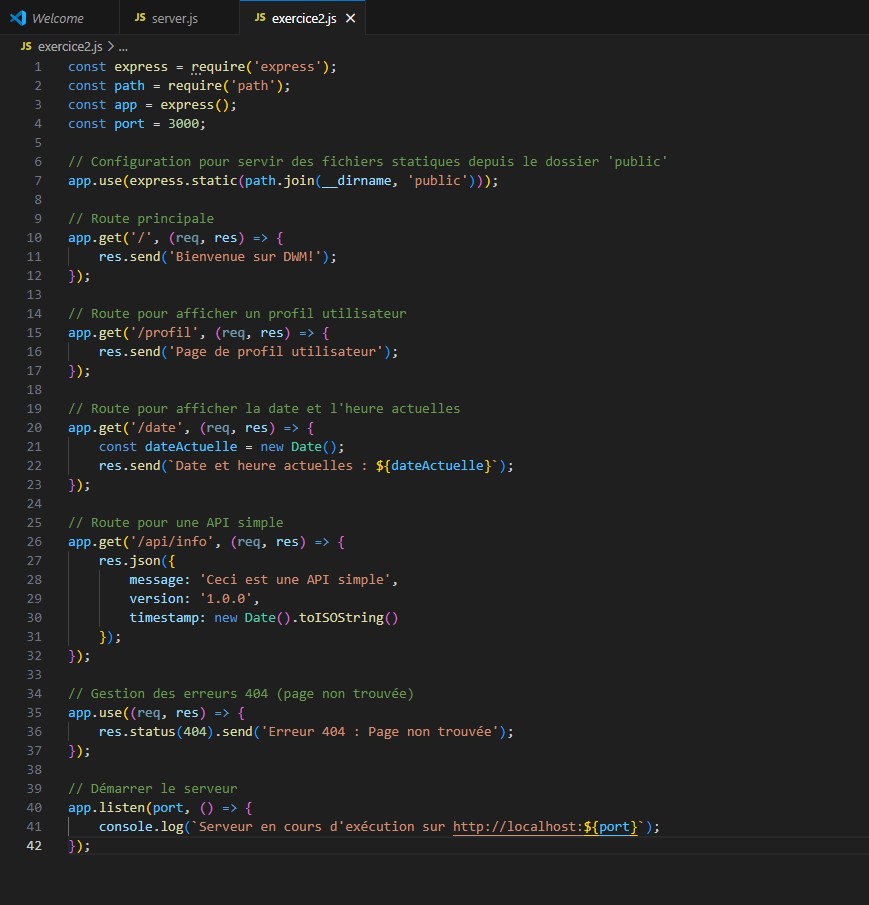 Welcome
JS server.js
JS exercice2.js ×
JS exercice2.js > ...
1 const express = require('express');
2 const path = require('path');
3 const app = express();
4 const port = 3000;
5
6 // Configuration pour servir des fichiers statiques depuis le dossier 'public'
7 app.use(express.static(path.join(__dirname, 'public')));
8
9 // Route principale
10 app.get('/', (req, res) => {
11     res.send('Bienvenue sur DWM!');
12 });
13
14 // Route pour afficher un profil utilisateur
15 app.get('/profil', (req, res) => {
16     res.send('Page de profil utilisateur');
17 });
18
19 // Route pour afficher la date et l'heure actuelles
20 app.get('/date', (req, res) => {
21     const dateActuelle = new Date();
22     res.send(`Date et heure actuelles : ${dateActuelle}`);
23 });
24
25 // Route pour une API simple
26 app.get('/api/info', (req, res) => {
27     res.json({
28         message: 'Ceci est une API simple',
29         version: '1.0.0',
30         timestamp: new Date().toISOString()
31     });
32 });
33
34 // Gestion des erreurs 404 (page non trouvée)
35 app.use((req, res) => {
36     res.status(404).send('Erreur 404 : Page non trouvée');
37 });
38
39 // Démarrer le serveur
40 app.listen(port, () => {
41     console.log(`Serveur en cours d'exécution sur http://localhost:${port}`);
42 });